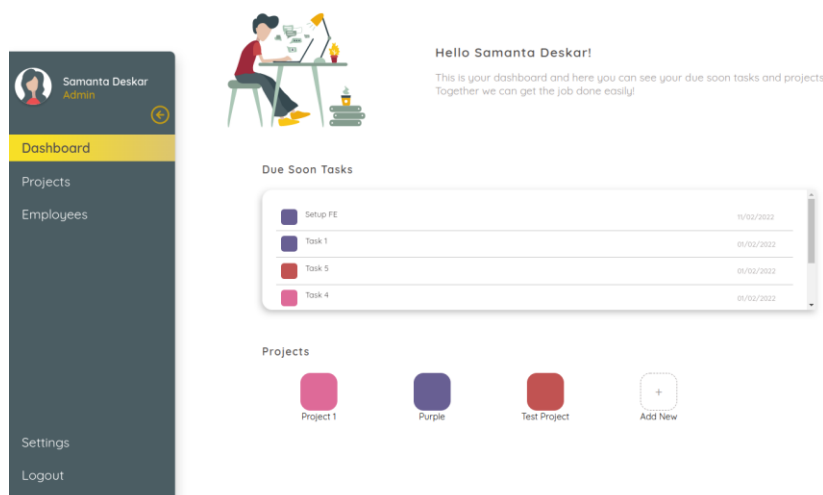 Samanta Deskar
Admin
Dashboard
Projects
Employees
Settings
Logout
Hello Samanta Deskar!
This is your dashboard and here you can see your due soon tasks and projects
Together we can get the job done easily!
Due Soon Tasks
Setup FE 11/02/2022
Task 1 01/02/2022
Task 5 01/02/2022
Task 4 01/02/2022
Projects
Project 1 Purple Test Project Add New